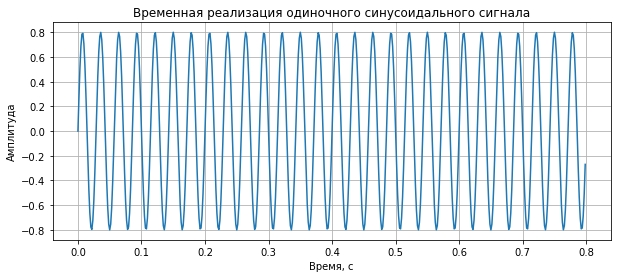 Временная реализация одиночного синусоидального сигнала
Амплитуда
0.8
0.6
0.4
0.2
0.0
−0.2
−0.4
−0.6
−0.8
0.0 0.1 0.2 0.3 0.4 0.5 0.6 0.7 0.8
Время, с